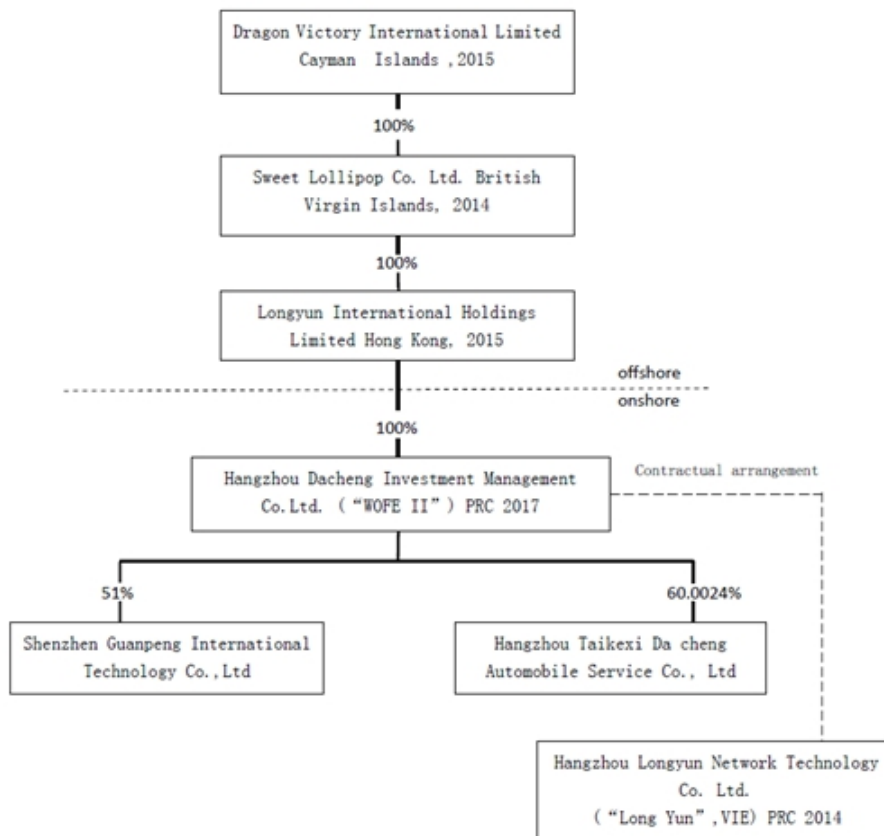 Dragon Victory International Limited
Cayman Islands ,2015
100%
Sweet Lollipop Co. Ltd. British
Virgin Islands, 2014
100%
Longyun International Holdings
Limited Hong Kong, 2015
offshore
onshore
100%
Hangzhou Dacheng Investment Management
Co.Ltd. (“WOFE II”) PRC 2017
Contractual arrangement
51%
60.0024%
Shenzhen Guanpeng International
Technology Co.,Ltd
Hangzhou Taikexi Da cheng
Automobile Service Co., Ltd
Hangzhou Longyun Network Technology
Co. Ltd.
(“Long Yun”,VIE) PRC 2014